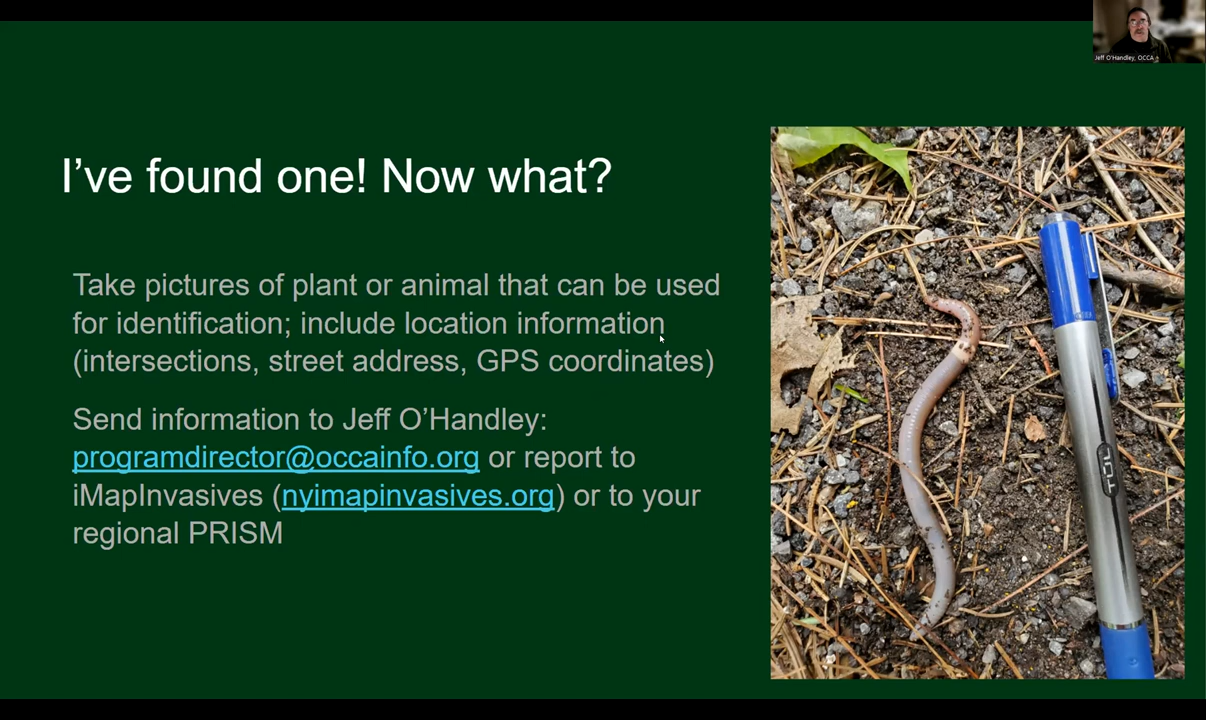 Jeff O'Handley, OCCA
I've found one! Now what?
Take pictures of plant or animal that can be used
for identification; include location information
(intersections, street address, GPS coordinates)
Send information to Jeff O'Handley:
programdirector@occainfo.org or report to
iMapInvasives (nyimapinvasives.org) or to your
regional PRISM
TUL